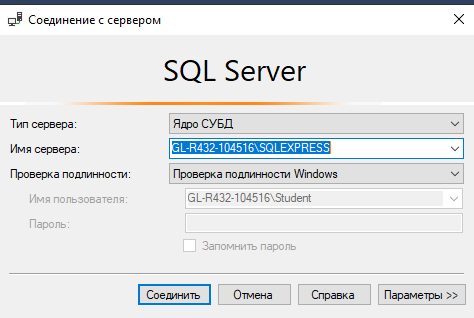 Соединение с сервером
SQL Server
Тип сервера: Ядро СУБД
Имя сервера: GL-R432-104516\SQLEXPRESS
Проверка подлинности: Проверка подлинности Windows
Имя пользователя: GL-R432-104516\Student
Пароль:
Запомнить пароль
Соединить Отмена Справка Параметры >>